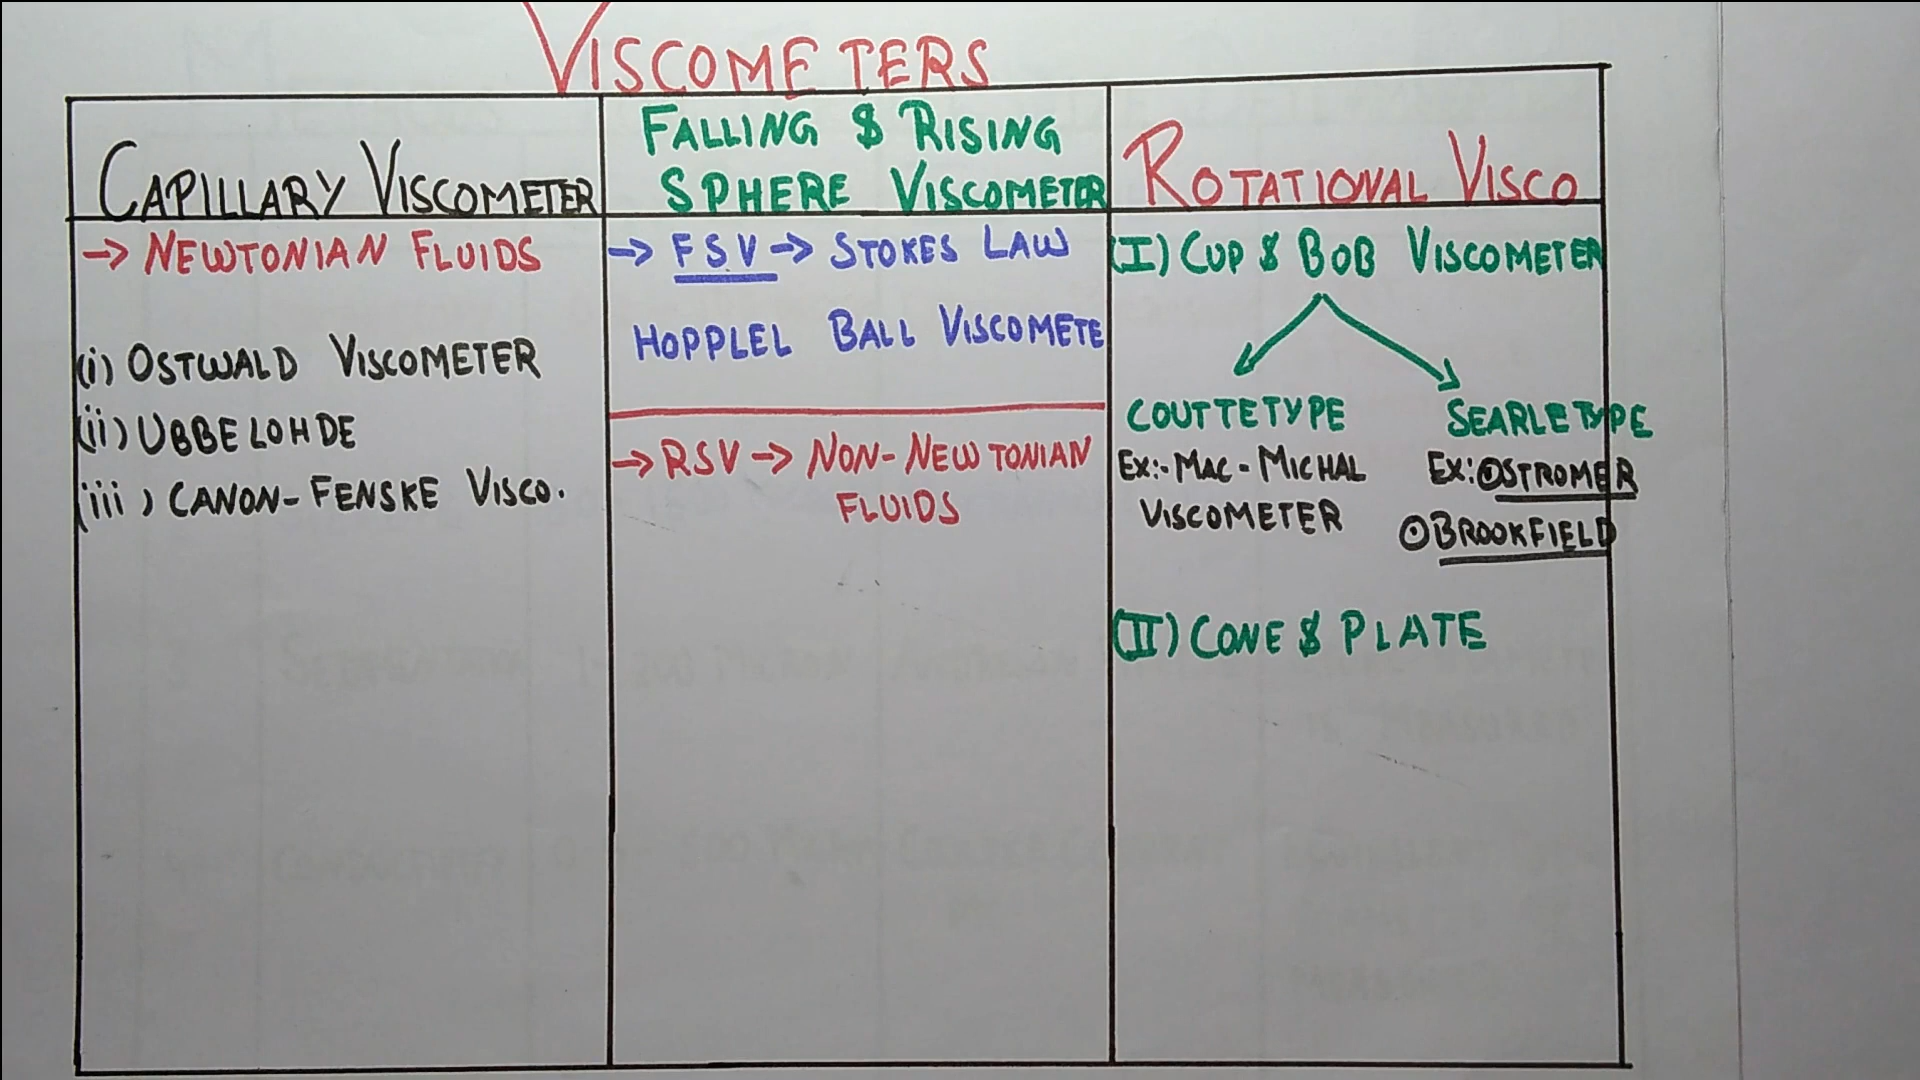 VISCOMETERS
CAPILLARY VISCOMETER
→ NEWTONIAN FLUIDS
(i) OSTWALD VISCOMETER
(ii) UBBELOHDE
(iii) CANON-FENSKE VISCO.
FALLING & RISING
SPHERE VISCOMETER
→ FSV → STOKES LAW
HOPPLEL BALL VISCOMETE
→ RSV → NON-NEWTONIAN
FLUIDS
ROTATIONAL VISCO
(I) CUP & BOB VISCOMETER
COUTTETYPE
EX:- MAC-MICHAL
VISCOMETER
SEARLETYPE
EX: ⊙STROMER
⊙BROOKFIELD
(II) CONE & PLATE